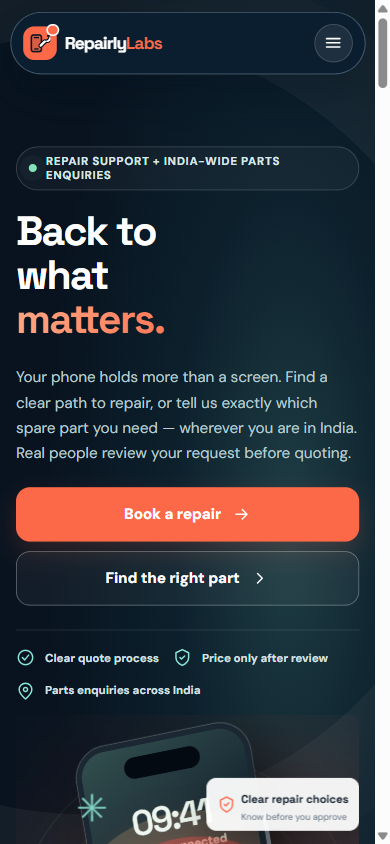 RepairlyLabs
REPAIR SUPPORT + INDIA-WIDE PARTS
ENQUIRIES
Back to
what
matters.
Your phone holds more than a screen. Find a
clear path to repair, or tell us exactly which
spare part you need — wherever you are in India.
Real people review your request before quoting.
Book a repair
Find the right part
Clear quote process
Price only after review
Parts enquiries across India
09:41
Clear repair choices
Know before you approve